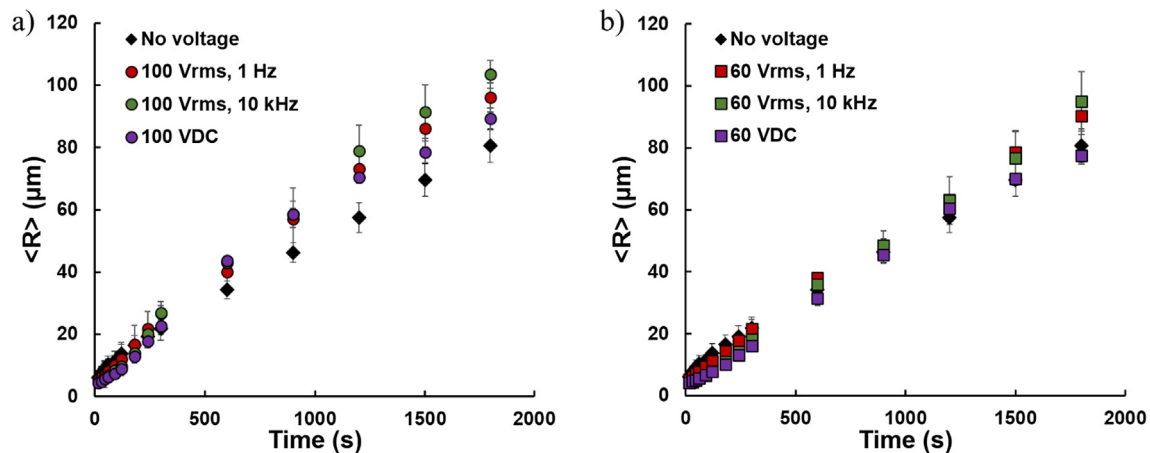 a)
<R> (μm)
120
100
80
60
40
20
0
No voltage
100 Vrms, 1 Hz
100 Vrms, 10 kHz
100 VDC
0 500 1000 1500 2000
Time (s)
b)
<R> (μm)
120
100
80
60
40
20
0
No voltage
60 Vrms, 1 Hz
60 Vrms, 10 kHz
60 VDC
0 500 1000 1500 2000
Time (s)